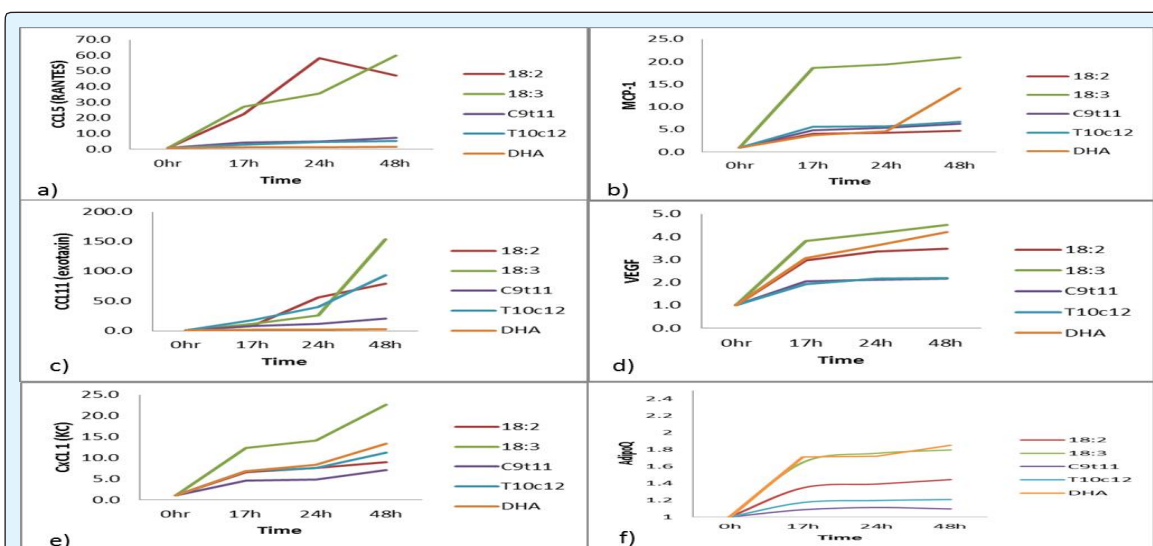 70.0
60.0
50.0
40.0
30.0
20.0
10.0
0.0
CCL5 (RANTES)
0hr 17h 24h 48h
Time
18:2
18:3
C9t11
T10c12
DHA
a)
25.0
20.0
15.0
10.0
5.0
0.0
MCP-1
0hr 17h 24h 48h
Time
18:2
18:3
C9t11
T10c12
DHA
b)
200.0
150.0
100.0
50.0
0.0
CCl11 (exotaxin)
0hr 17h 24h 48h
Time
18:2
18:3
C9t11
T10c12
DHA
c)
5.0
4.0
3.0
2.0
1.0
0.0
VEGF
0hr 17h 24h 48h
Time
18:2
18:3
C9t11
T10c12
DHA
d)
25.0
20.0
15.0
10.0
5.0
0.0
CxCL 1 (KC)
0hr 17h 24h 48h
Time
18:2
18:3
C9t11
T10c12
DHA
e)
2.4
2.2
2
1.8
1.6
1.4
1.2
1
AdipoQ
0h 17h 24h 48h
Time
18:2
18:3
C9t11
T10c12
DHA
f)